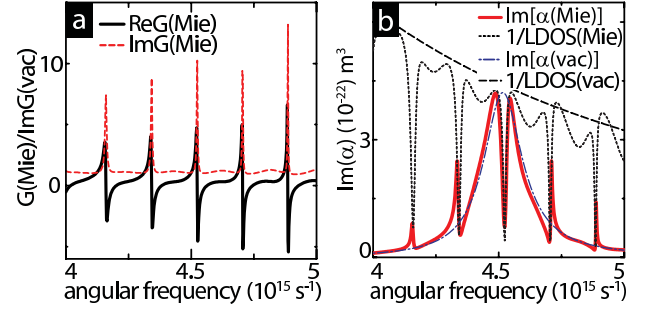 a
ReG(Mie)
ImG(Mie)
G(Mie)/ImG(vac)
10
0
4
4.5
5
angular frequency (10¹⁵ s⁻¹)
b
Im[α(Mie)]
1/LDOS(Mie)
Im[α(vac)]
1/LDOS(vac)
Im(α) (10⁻²²) m³
3
0
4
4.5
5
angular frequency (10¹⁵ s⁻¹)